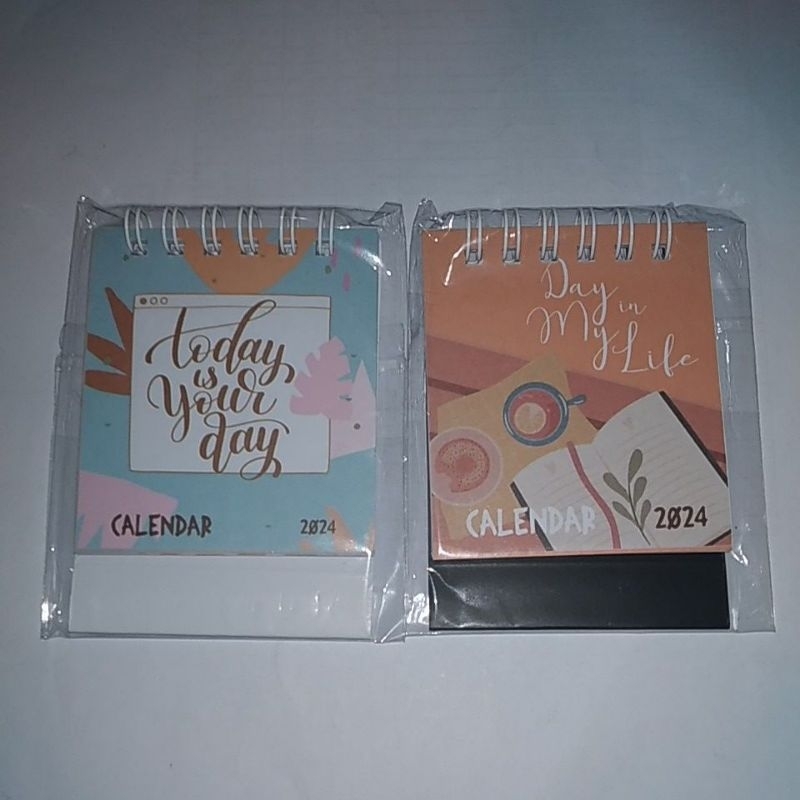 today
is
Your
day
CALENDAR 2024
Day in
My
Life
CALENDAR 2024